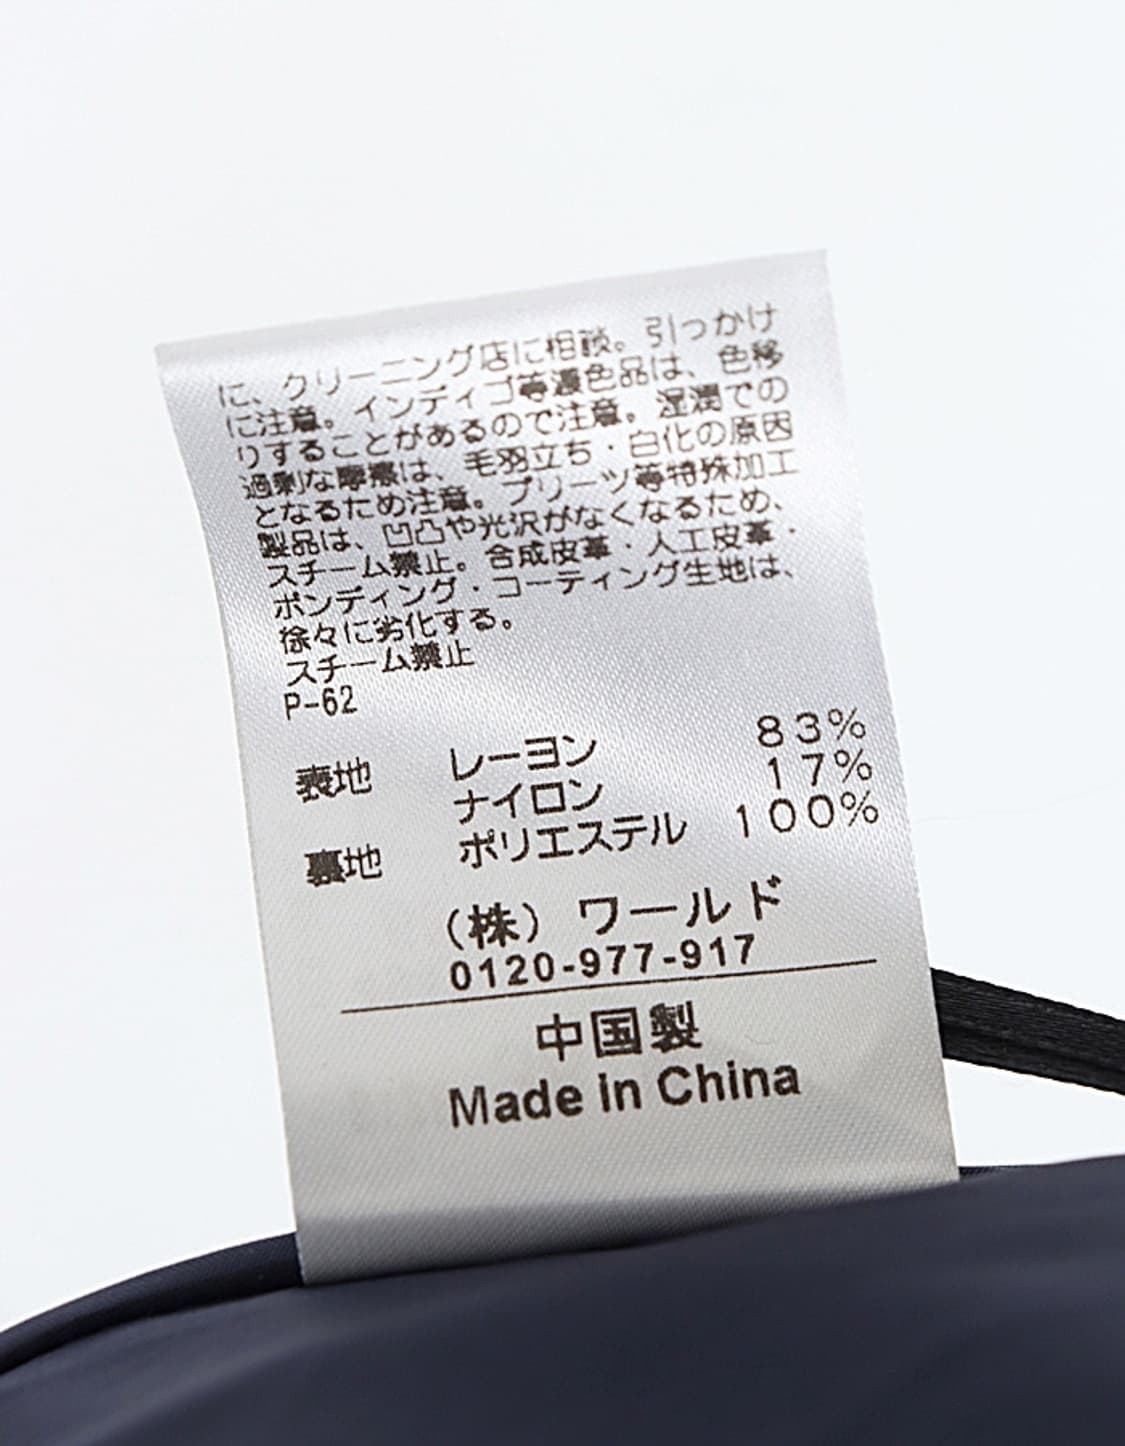 に、クリーニング店に相談。引っかけ
に注意。インディゴ等濃色品は、色移
りすることがあるので注意。湿潤での
過剰な摩擦は、毛羽立ち・白化の原因
となるため注意。プリーツ等特殊加工
製品は、凹凸や光沢がなくなるため、
スチーム禁止。合成皮革・人工皮革・
ボンディング・コーティング生地は、
徐々に劣化する。
スチーム禁止
P-62
表地 レーヨン 83%
ナイロン 17%
裏地 ポリエステル 100%
(株) ワールド
0120-977-917
中国製
Made in China